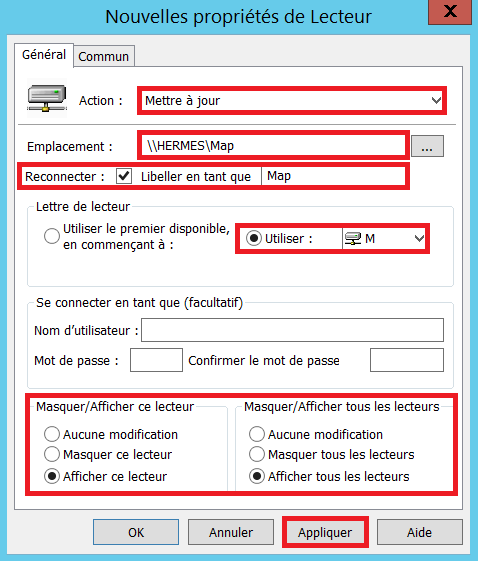 Nouvelles propriétés de Lecteur
X
Général
Commun
Action :
Mettre à jour
Emplacement :
\\HERMES\Map
...
Reconnecter :
Libeller en tant que
Map
Lettre de lecteur
Utiliser le premier disponible,
en commençant à :
Utiliser :
M
Se connecter en tant que (facultatif)
Nom d'utilisateur :
Mot de passe :
Confirmer le mot de passe
Masquer/Afficher ce lecteur
Aucune modification
Masquer ce lecteur
Afficher ce lecteur
Masquer/Afficher tous les lecteurs
Aucune modification
Masquer tous les lecteurs
Afficher tous les lecteurs
OK
Annuler
Appliquer
Aide